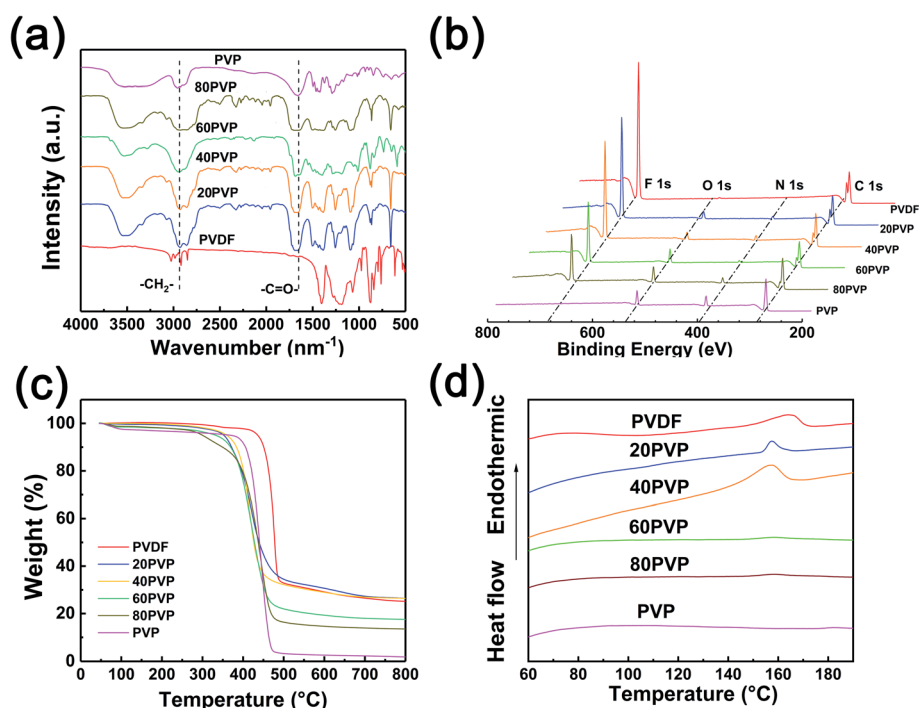 (a)
PVP
80PVP
60PVP
40PVP
20PVP
PVDF
-CH2-
-C=O-
Intensity (a.u.)
4000 3500 3000 2500 2000 1500 1000 500
Wavenumber (nm-1)
(b)
F 1s O 1s N 1s C 1s
PVDF
20PVP
40PVP
60PVP
80PVP
PVP
800 600 400 200
Binding Energy (eV)
(c)
100
80
60
40
20
0
Weight (%)
PVDF
20PVP
40PVP
60PVP
80PVP
PVP
0 100 200 300 400 500 600 700 800
Temperature (°C)
(d)
Heat flow Endothermic
PVDF
20PVP
40PVP
60PVP
80PVP
PVP
60 80 100 120 140 160 180
Temperature (°C)